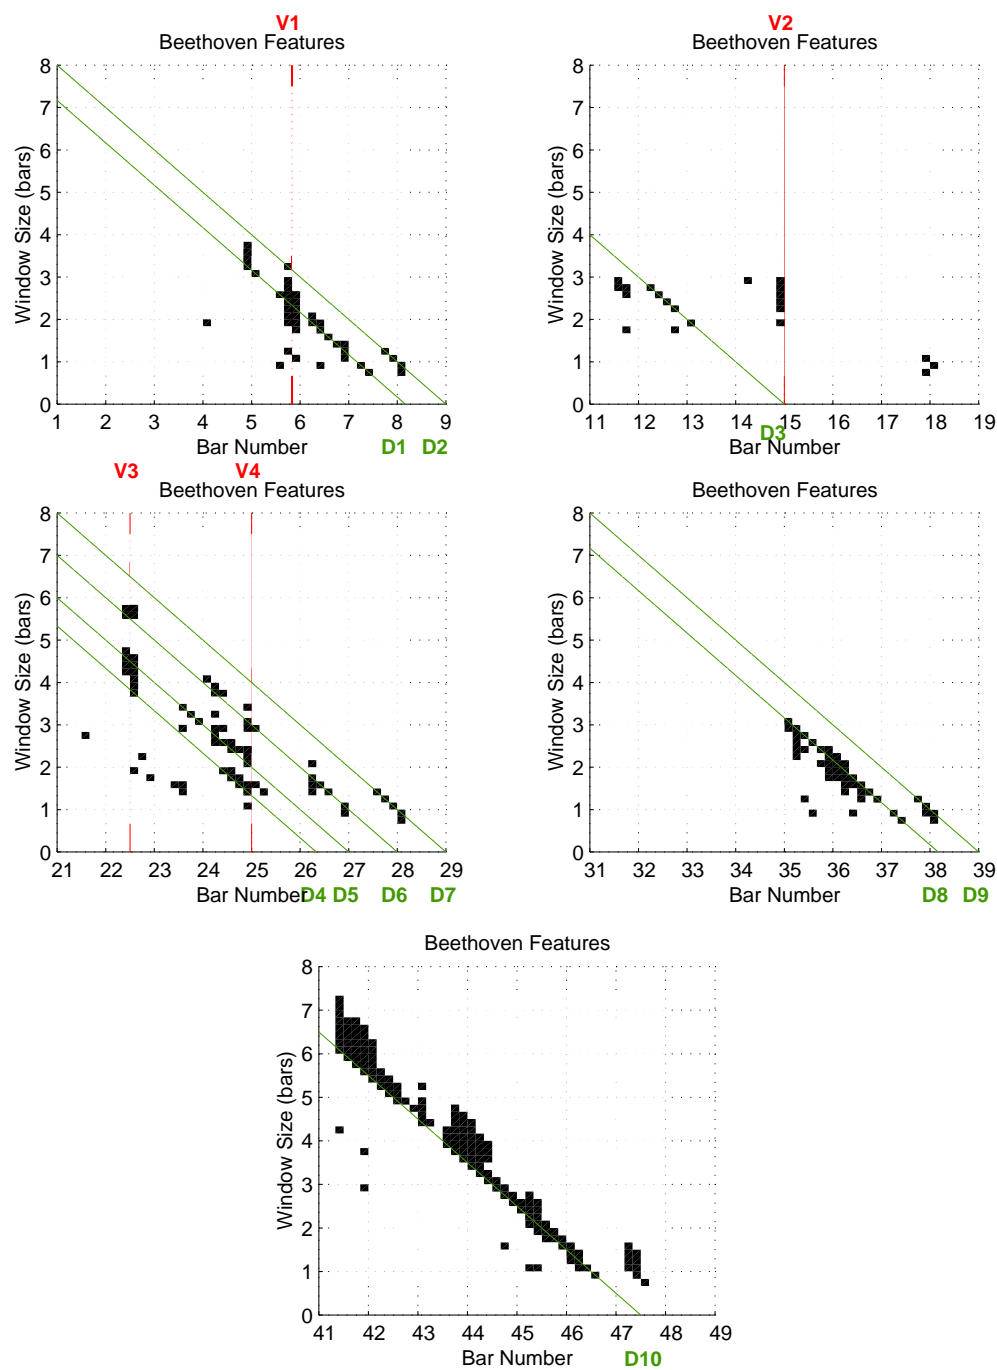 V1
Beethoven Features
8
7
6
5
4
3
2
1
0
Window Size (bars)
1 2 3 4 5 6 7 8 9
Bar Number
D1 D2
V2
Beethoven Features
8
7
6
5
4
3
2
1
0
Window Size (bars)
11 12 13 14 15 16 17 18 19
D3
Bar Number
V3 V4
Beethoven Features
8
7
6
5
4
3
2
1
0
Window Size (bars)
21 22 23 24 25 26 27 28 29
Bar Number D4 D5 D6 D7
Beethoven Features
8
7
6
5
4
3
2
1
0
Window Size (bars)
31 32 33 34 35 36 37 38 39
Bar Number D8 D9
Beethoven Features
8
7
6
5
4
3
2
1
0
Window Size (bars)
41 42 43 44 45 46 47 48 49
Bar Number D10